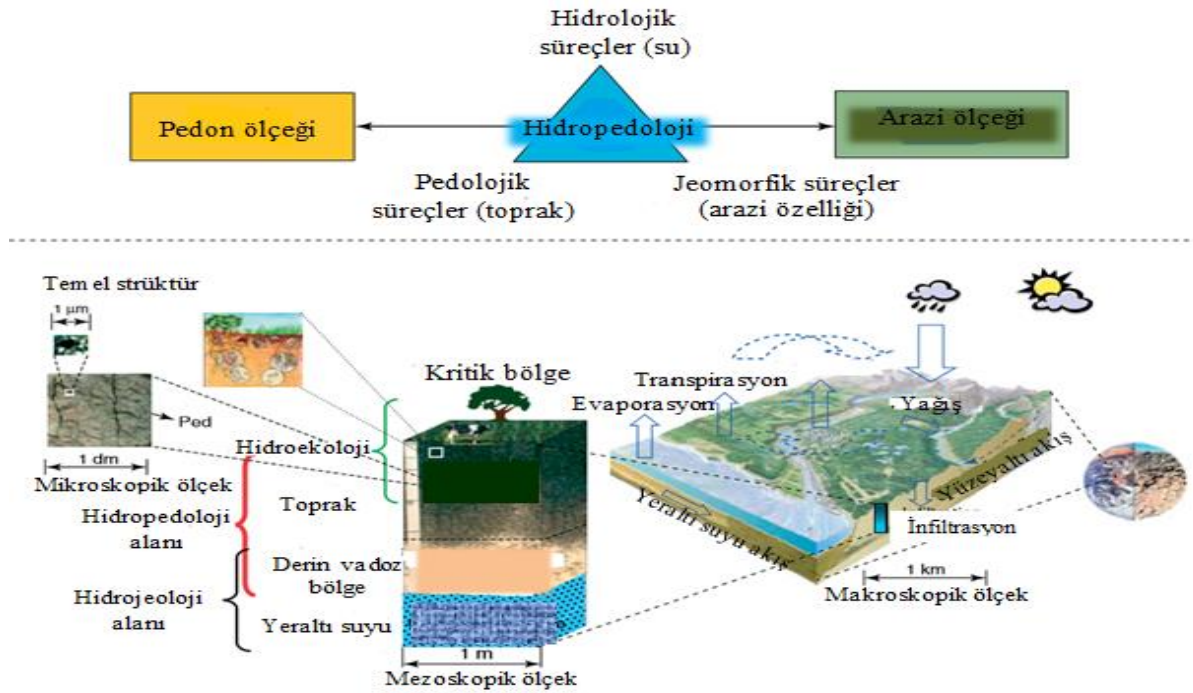 Hidrolojik
süreçler (su)
Pedon ölçeği
Hidropedoloji
Arazi ölçeği
Pedolojik
süreçler (toprak)
Jeomorfik süreçler
(arazi özelliği)
Temel strüktür
1 µm
Ped
1 dm
Mikroskopik ölçek
Hidropedoloji
alanı
Hidrojeoloji
alanı
Kritik bölge
Hidroekoloji
Toprak
Derin vadoz
bölge
Yeraltı suyu
1 m
Mezoskopik ölçek
Transpirasyon
Evaporasyon
Yağış
Yüzeyaltı akış
Yeraltı suyu akış
İnfiltrasyon
1 km
Makroskopik ölçek